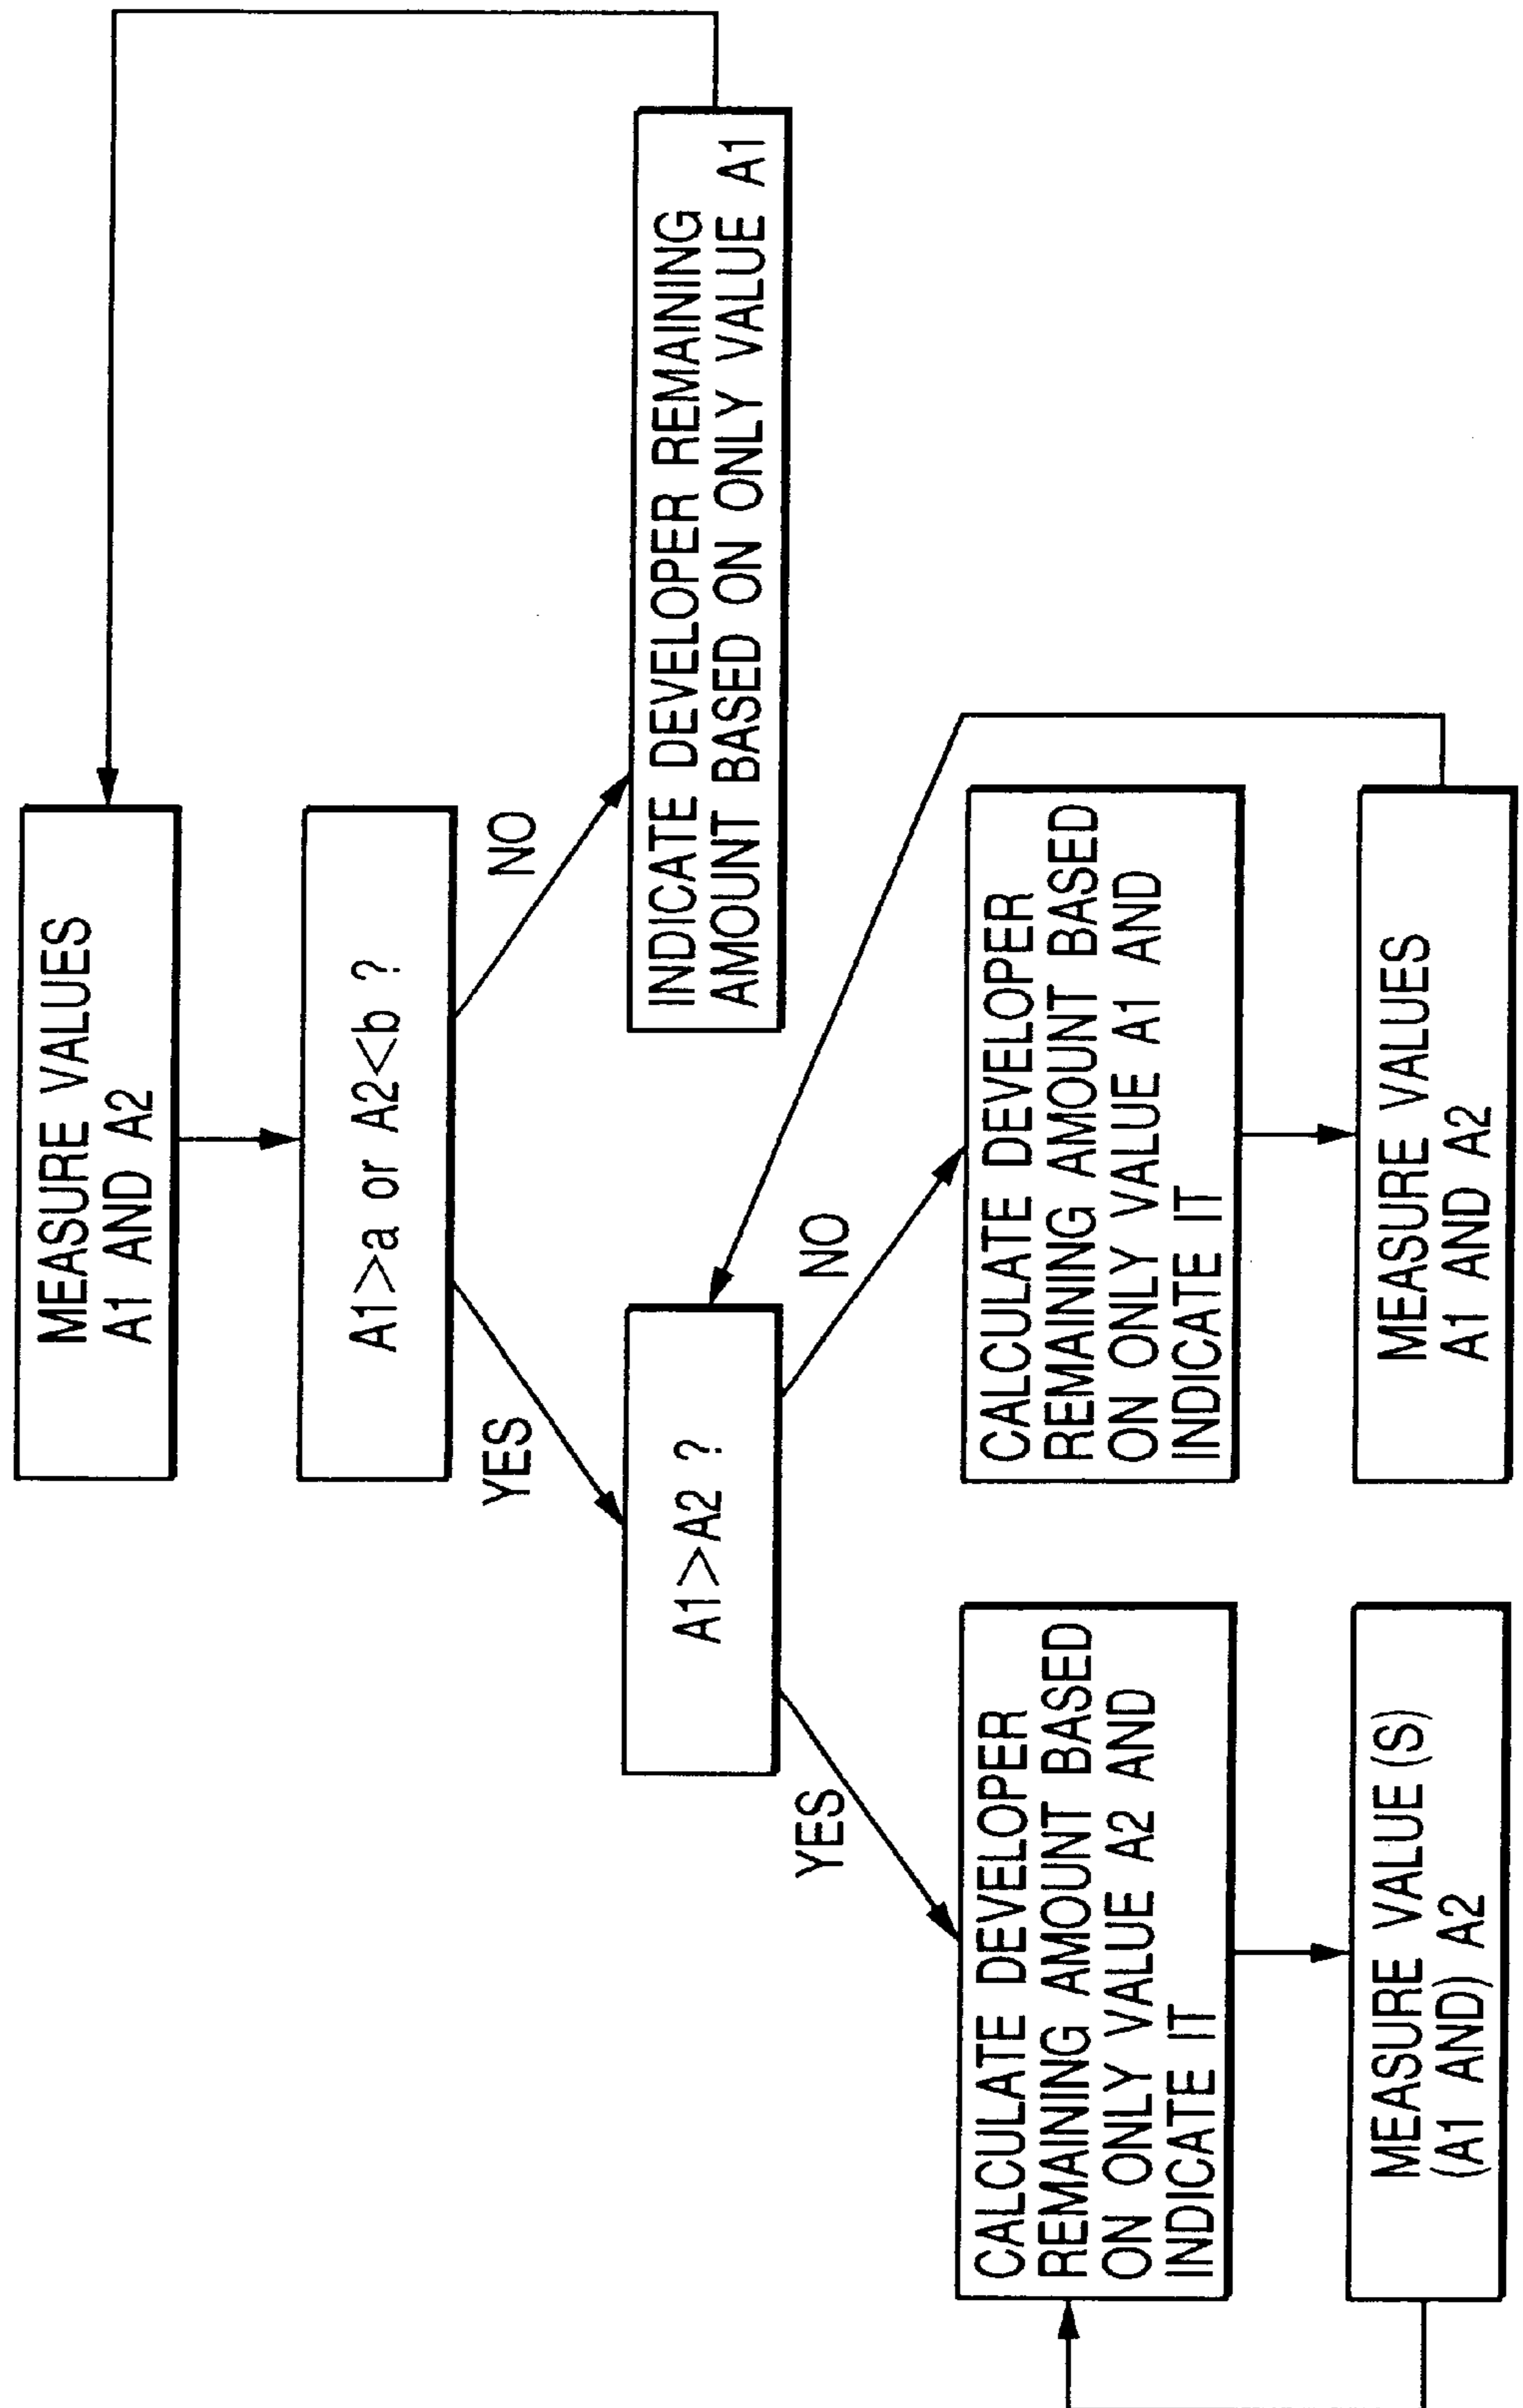 MEASURE VALUES
A1 AND A2
A1>a or A2<b ?
YES
NO
INDICATE DEVELOPER REMAINING
AMOUNT BASED ON ONLY VALUE A1
A1>A2 ?
YES
NO
CALCULATE DEVELOPER
REMAINING AMOUNT BASED
ON ONLY VALUE A2 AND
INDICATE IT
CALCULATE DEVELOPER
REMAINING AMOUNT BASED
ON ONLY VALUE A1 AND
INDICATE IT
MEASURE VALUE(S)
(A1 AND) A2
MEASURE VALUES
A1 AND A2